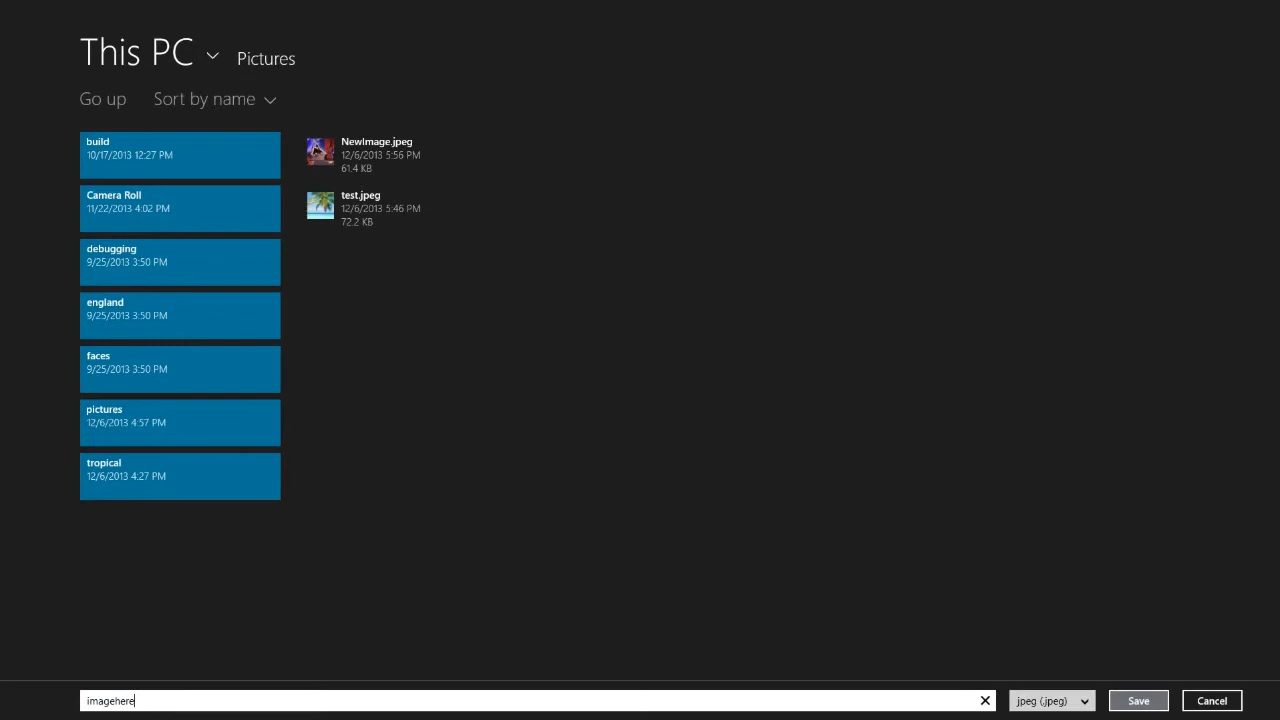 This PC Pictures
Go up Sort by name
build
10/17/2013 12:27 PM
Camera Roll
11/22/2013 4:02 PM
debugging
9/25/2013 3:50 PM
england
9/25/2013 3:50 PM
faces
9/25/2013 3:50 PM
pictures
12/6/2013 4:57 PM
tropical
12/6/2013 4:27 PM
NewImage.jpeg
12/6/2013 5:56 PM
61.4 KB
test.jpeg
12/6/2013 5:46 PM
72.2 KB
imagehere jpeg (.jpeg) Save Cancel